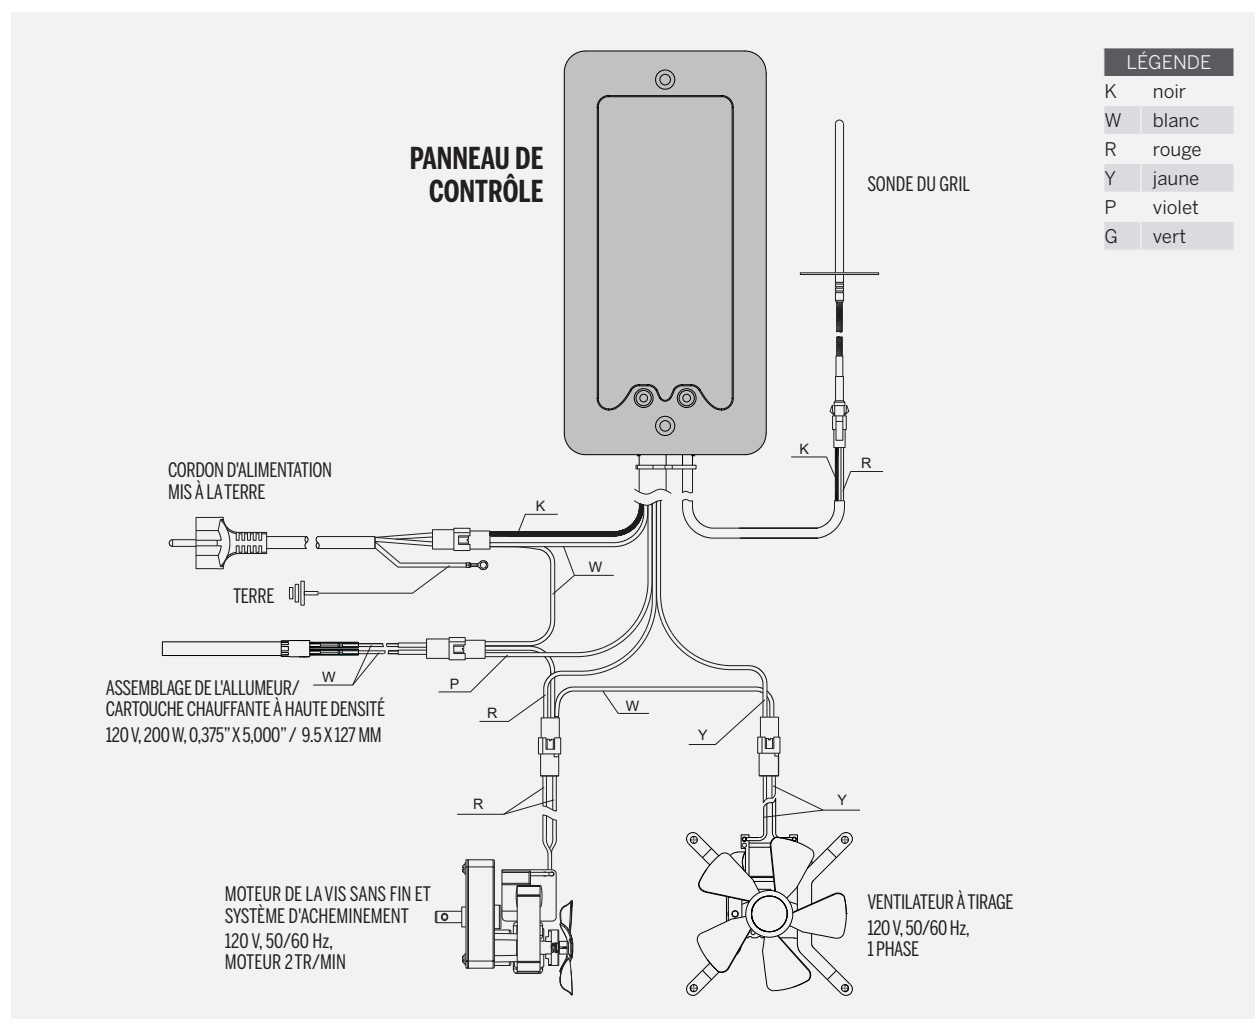 LÉGENDE
K noir
W blanc
R rouge
Y jaune
P violet
G vert
PANNEAU DE
CONTRÔLE
SONDE DU GRIL
K
R
CORDON D'ALIMENTATION
MIS À LA TERRE
K
W
TERRE
W
P
ASSEMBLAGE DE L'ALLUMEUR/
CARTOUCHE CHAUFFANTE À HAUTE DENSITÉ
120 V, 200 W, 0,375” X 5,000” / 9.5 X 127 MM
R
W
Y
R
Y
MOTEUR DE LA VIS SANS FIN ET
SYSTÈME D'ACHEMINEMENT
120 V, 50/60 Hz,
MOTEUR 2 TR/MIN
VENTILATEUR À TIRAGE
120 V, 50/60 Hz,
1 PHASE